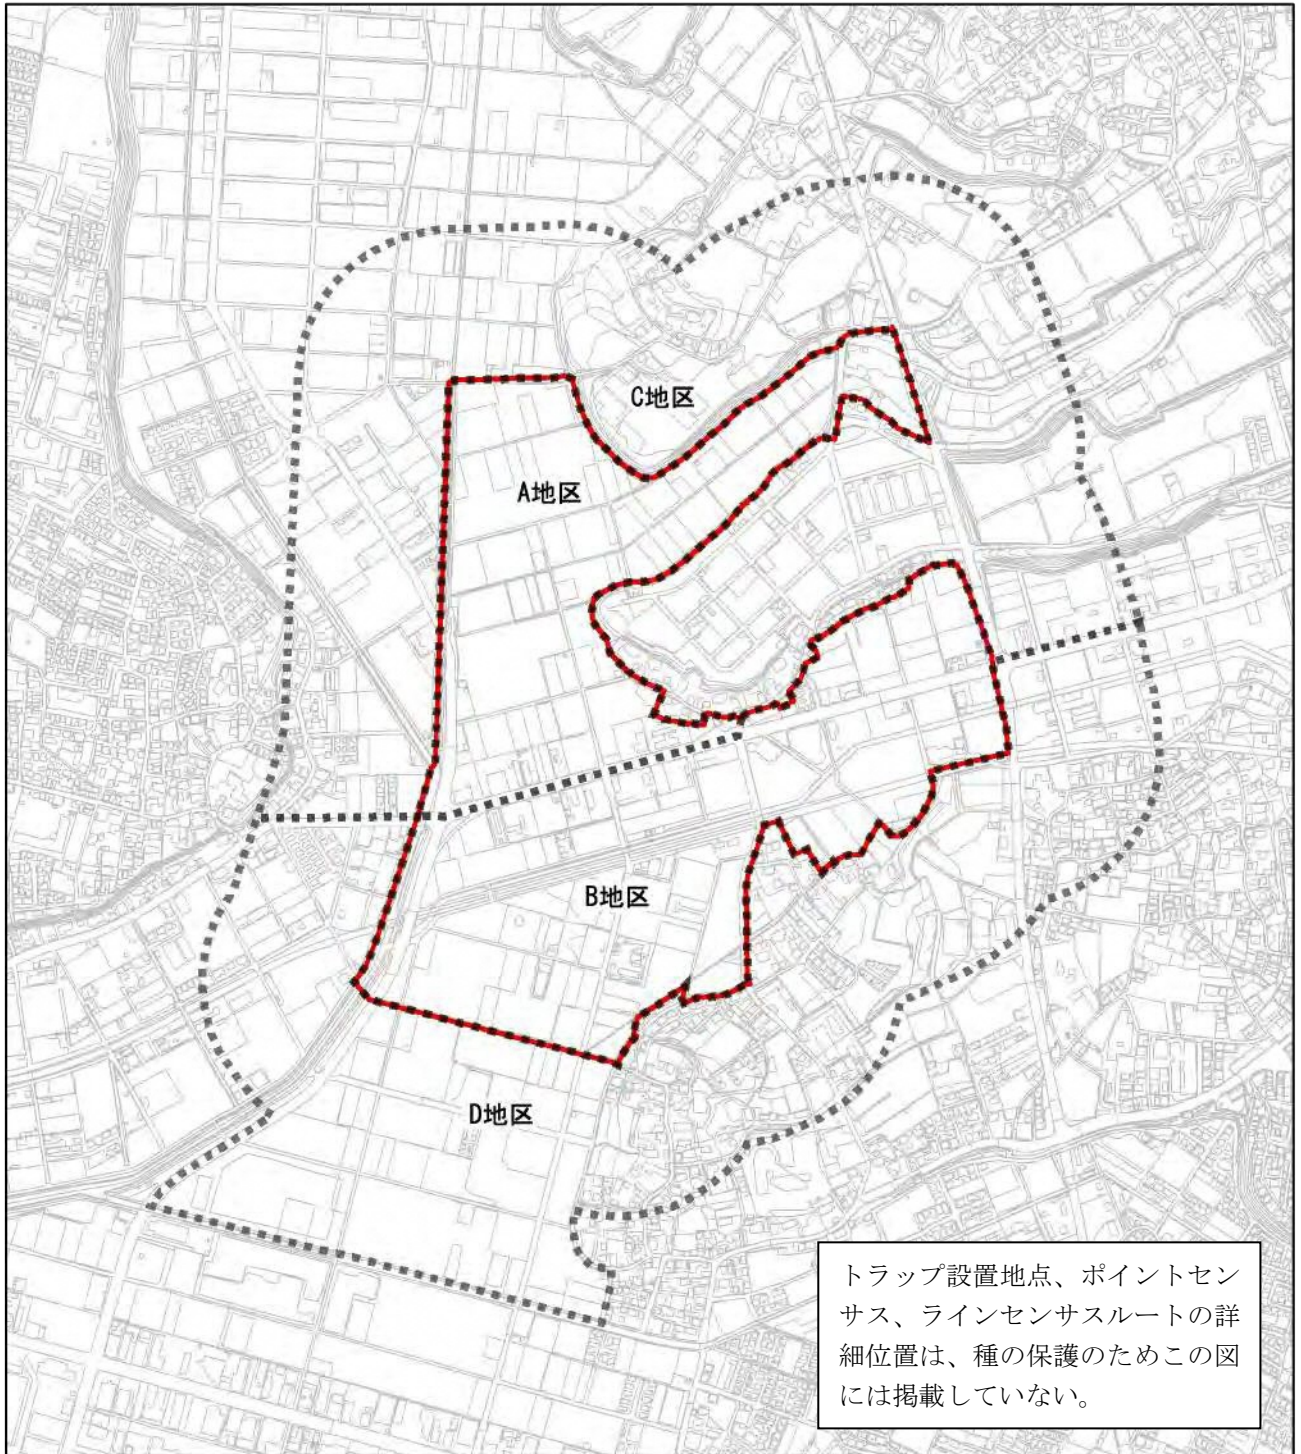 C地区
A地区
B地区
D地区
トラップ設置地点、ポイントセン
サス、ラインセンサスルートの詳
細位置は、種の保護のためこの図
には掲載していない。